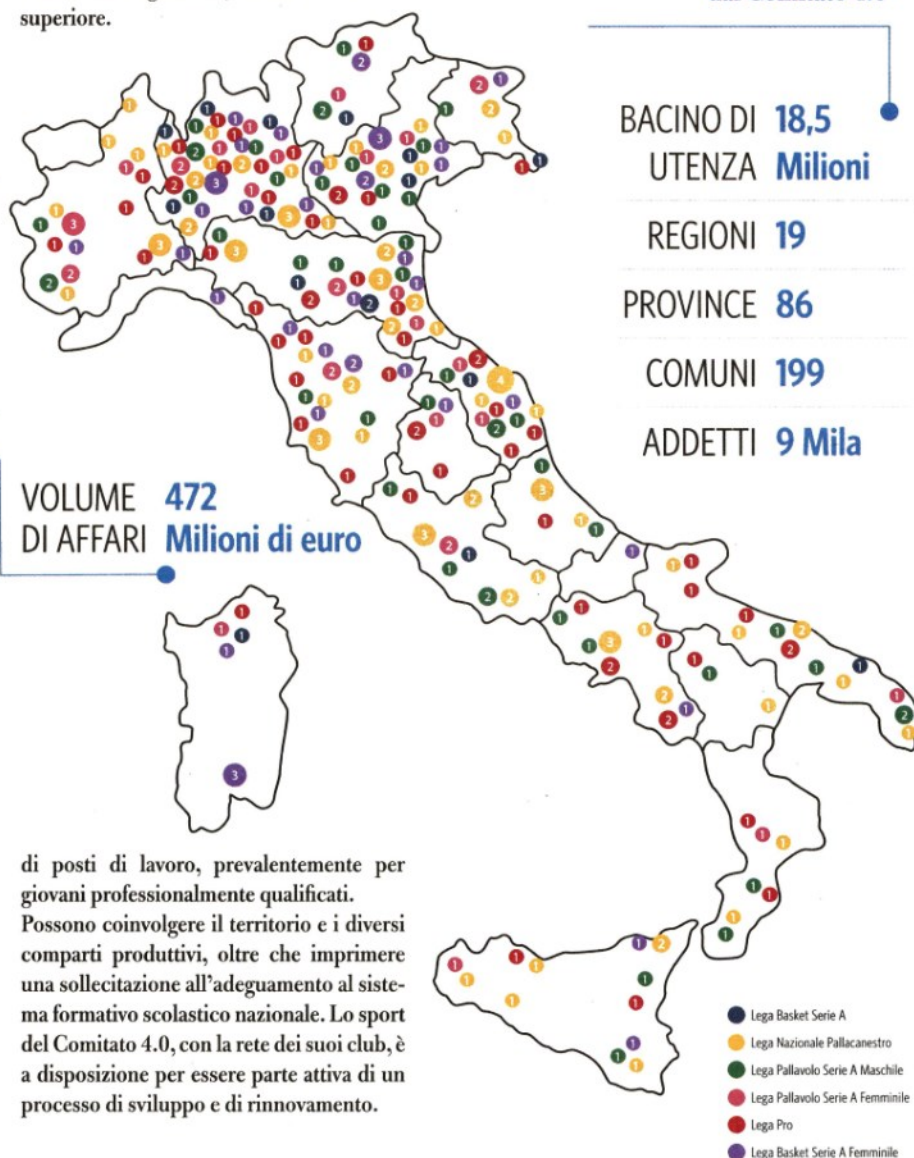 superiore.
BACINO DI UTENZA 18,5 Milioni
REGIONI 19
PROVINCE 86
COMUNI 199
ADDETTI 9 Mila
VOLUME DI AFFARI 472 Milioni di euro
di posti di lavoro, prevalentemente per
giovani professionalmente qualificati.
Possono coinvolgere il territorio e i diversi
comparti produttivi, oltre che imprimere
una sollecitazione all'adeguamento al siste-
ma formativo scolastico nazionale. Lo sport
del Comitato 4.0, con la rete dei suoi club, è
a disposizione per essere parte attiva di un
processo di sviluppo e di rinnovamento.
Lega Basket Serie A
Lega Nazionale Pallacanestro
Lega Pallavolo Serie A Maschile
Lega Pallavolo Serie A Femminile
Lega Pro
Lega Basket Serie A Femminile